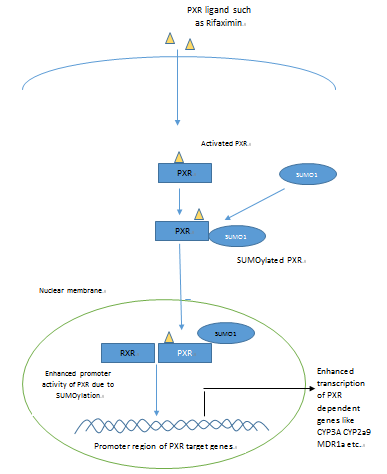 PXR ligand such
as Rifaximin.
Activated PXR.
PXR
SUMO1
PXR
SUMO1
SUMOylated PXR.
Nuclear membrane.
SUMO1
RXR
PXR
Enhanced promoter
activity of PXR due to
SUMOylation.
Enhanced
transcription
of PXR
dependent
genes like
CYP3A CYP2a9
MDR1a etc.
Promoter region of PXR target genes.